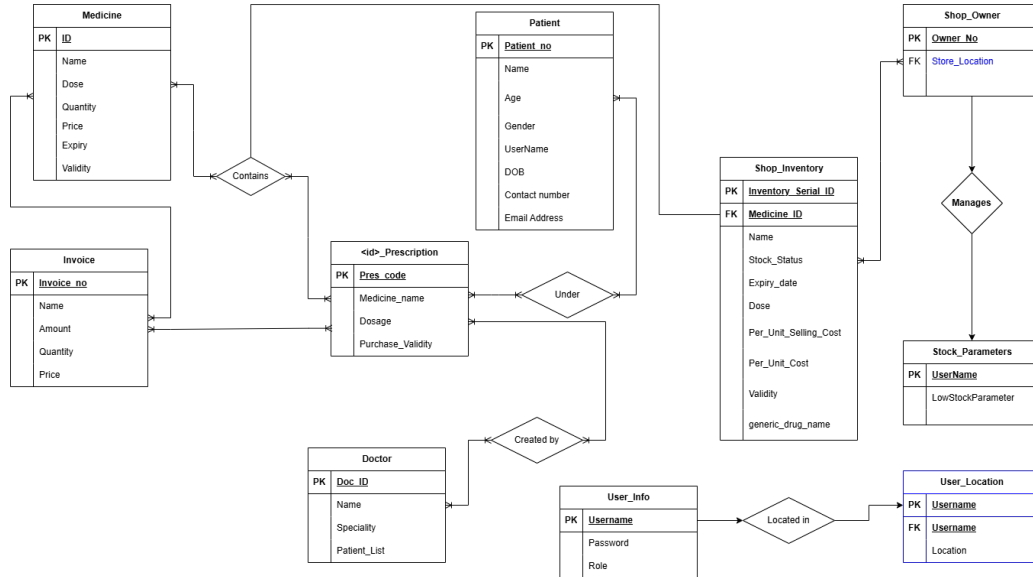 Medicine
PK ID
Name
Dose
Quantity
Price
Expiry
Validity
Patient
PK Patient_no
Name
Age
Gender
UserName
DOB
Contact number
Email Address
Shop_Owner
PK Owner_No
FK Store_Location
Contains
Manages
Shop_Inventory
PK Inventory_Serial_ID
FK Medicine_ID
Name
Stock_Status
Expiry_date
Dose
Per_Unit_Selling_Cost
Per_Unit_Cost
Validity
generic_drug_name
Invoice
PK Invoice_no
Name
Amount
Quantity
Price
<id>_Prescription
PK Pres_code
Medicine_name
Dosage
Purchase_Validity
Under
Stock_Parameters
PK UserName
LowStockParameter
Created by
Doctor
PK Doc_ID
Name
Speciality
Patient_List
User_Info
PK Username
Password
Role
Located in
User_Location
PK Username
FK Username
Location